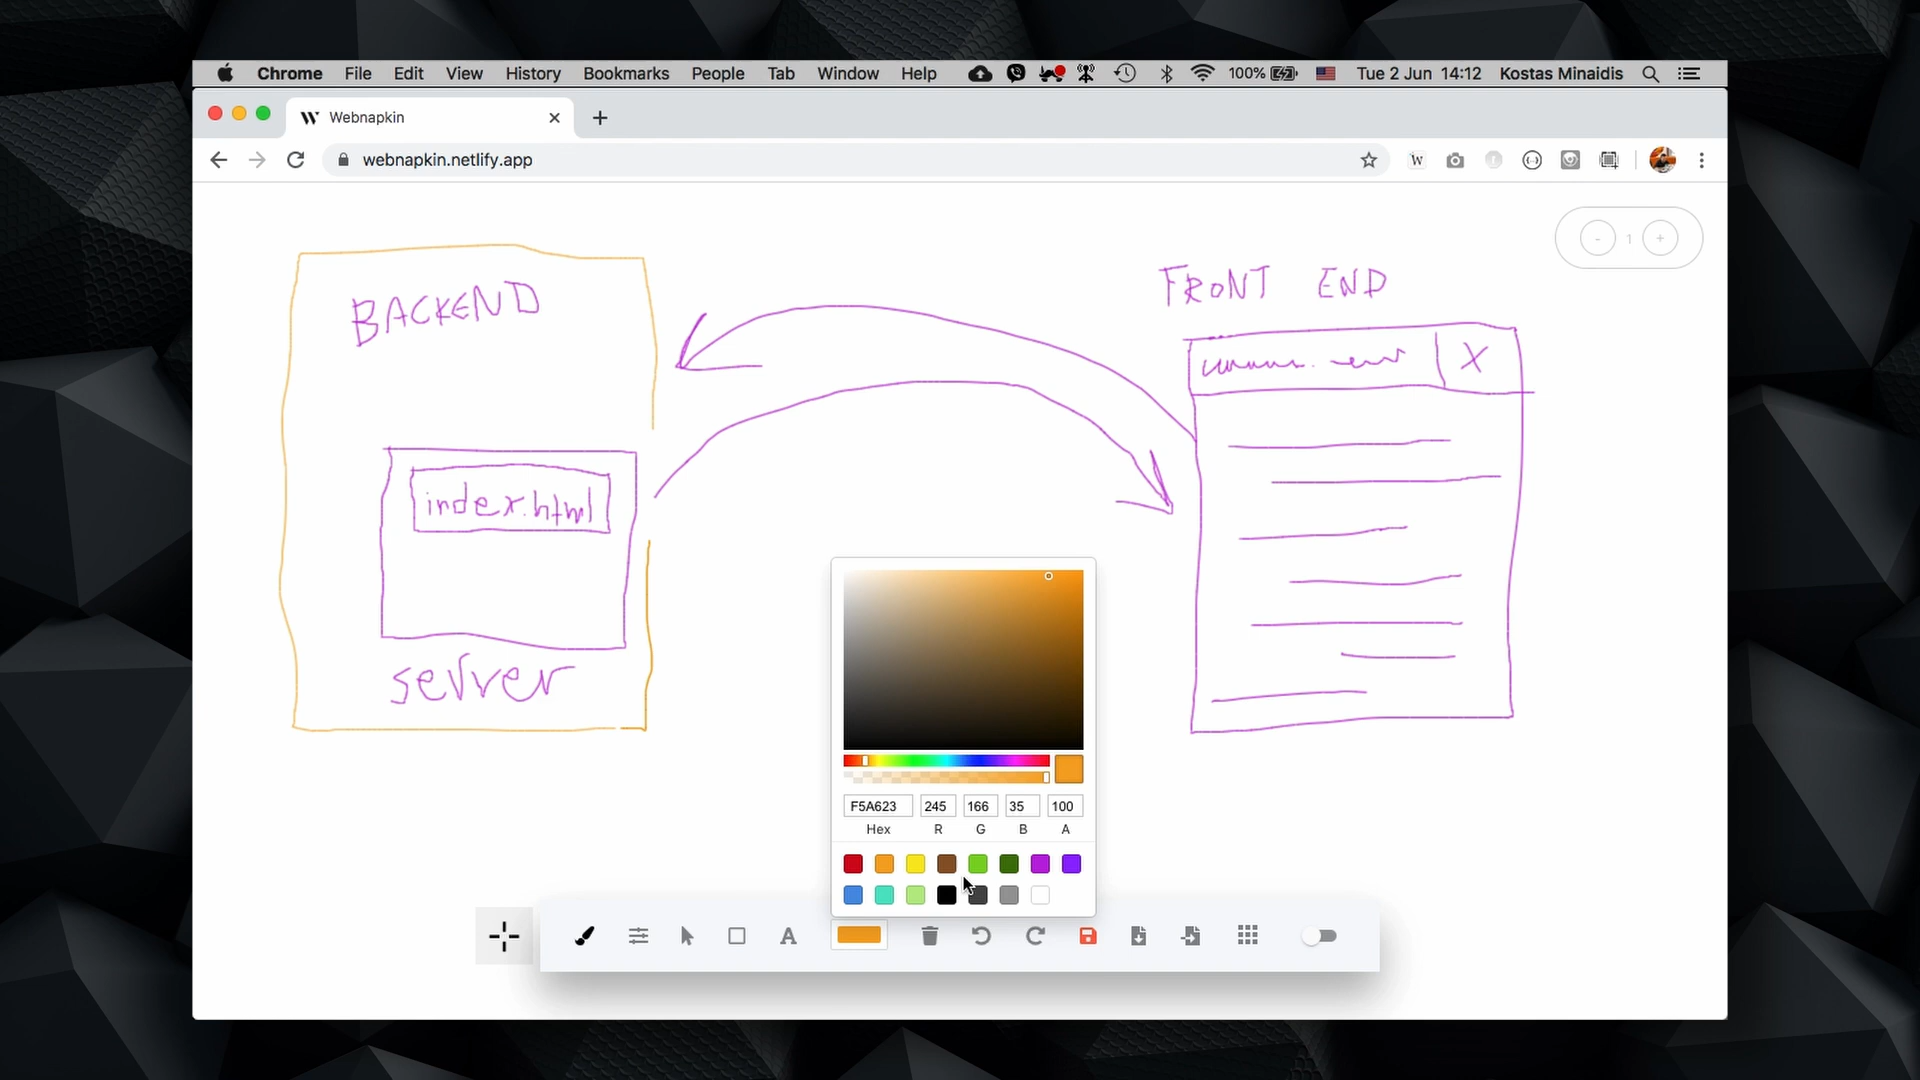 Chrome File Edit View History Bookmarks People Tab Window Help 100% Tue 2 Jun 14:12 Kostas Minaidis
Webnapkin
webnapkin.netlify.app
W
- 1 +
BACKEND
FRONT END
X
index.html
server
F5A623 245 166 35 100
Hex R G B A
A